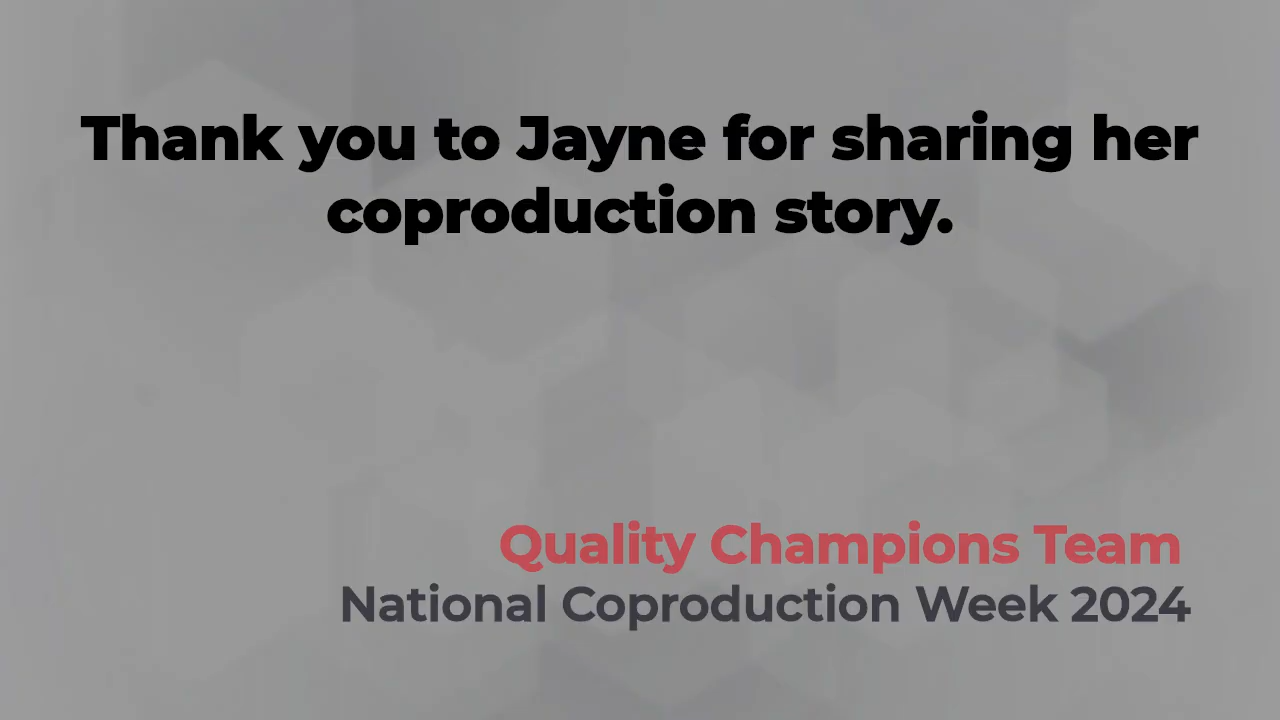 Thank you to Jayne for sharing her
coproduction story.
Quality Champions Team
National Coproduction Week 2024